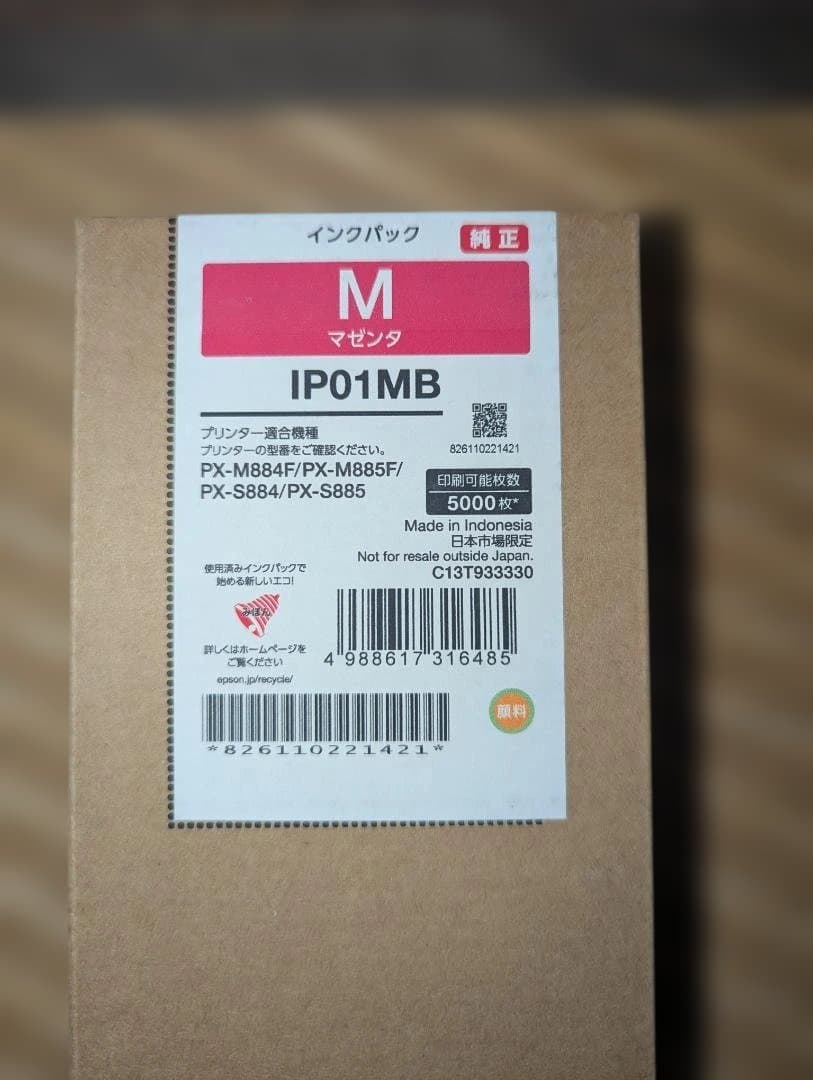 インクパック
純正
M
マゼンタ
IP01MB
プリンター適合機種
プリンターの型番をご確認ください。
PX-M884F/PX-M885F/
PX-S884/PX-S885
826110221421
印刷可能枚数
5000枚*
Made in Indonesia
日本市場限定
Not for resale outside Japan.
C13T933330
使用済みインクパックで
始める新しいエコ!
みほん
詳しくはホームページを
ご覧ください
epson.jp/recycle/
4 988617 316485
*826110221421*
顔料